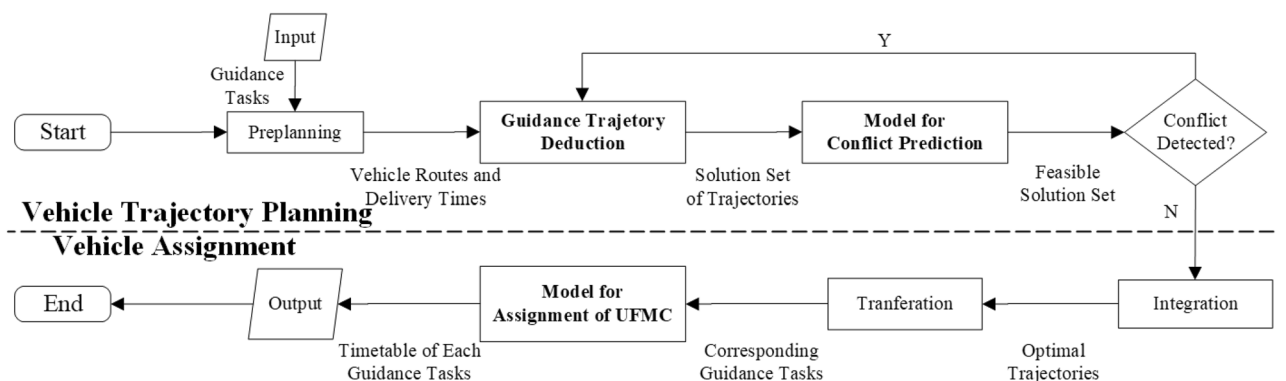 Input
Y
Guidance
Tasks
Start
Preplanning
Guidance Trajetory
Deduction
Model for
Conflict Prediction
Conflict
Detected?
Vehicle Routes and
Delivery Times
Solution Set
of Trajectories
Feasible
Solution Set
N
Vehicle Trajectory Planning
Vehicle Assignment
End
Output
Model for
Assignment of UFMC
Tranferation
Integration
Timetable of Each
Guidance Tasks
Corresponding
Guidance Tasks
Optimal
Trajectories